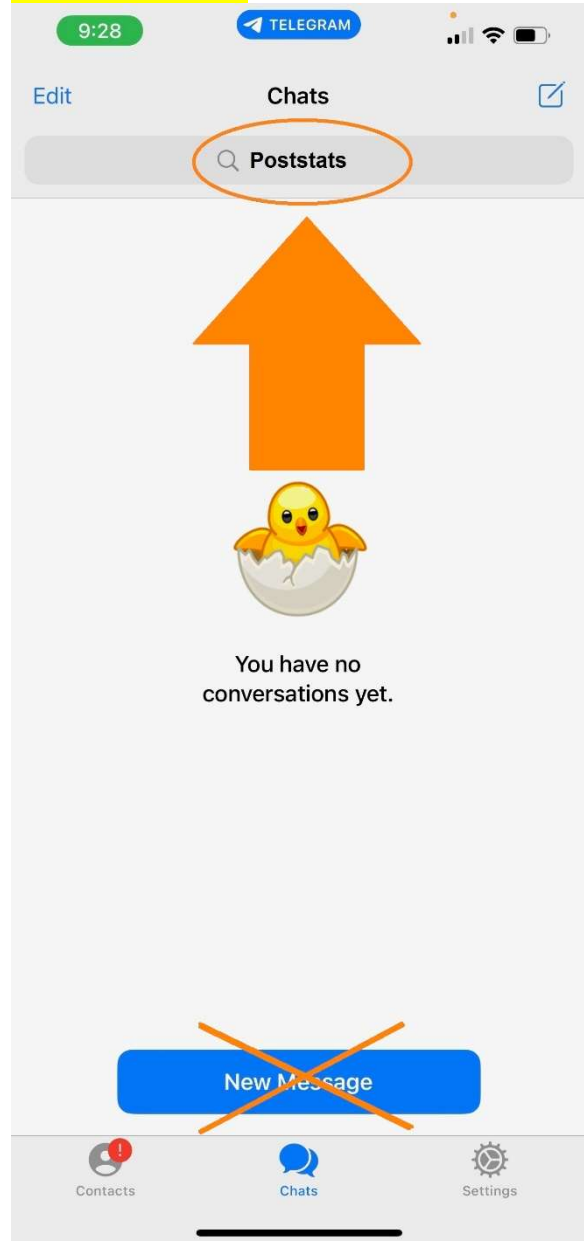 9:28
TELEGRAM
Edit
Chats
Poststats
You have no
conversations yet.
New Message
!
Contacts
Chats
Settings